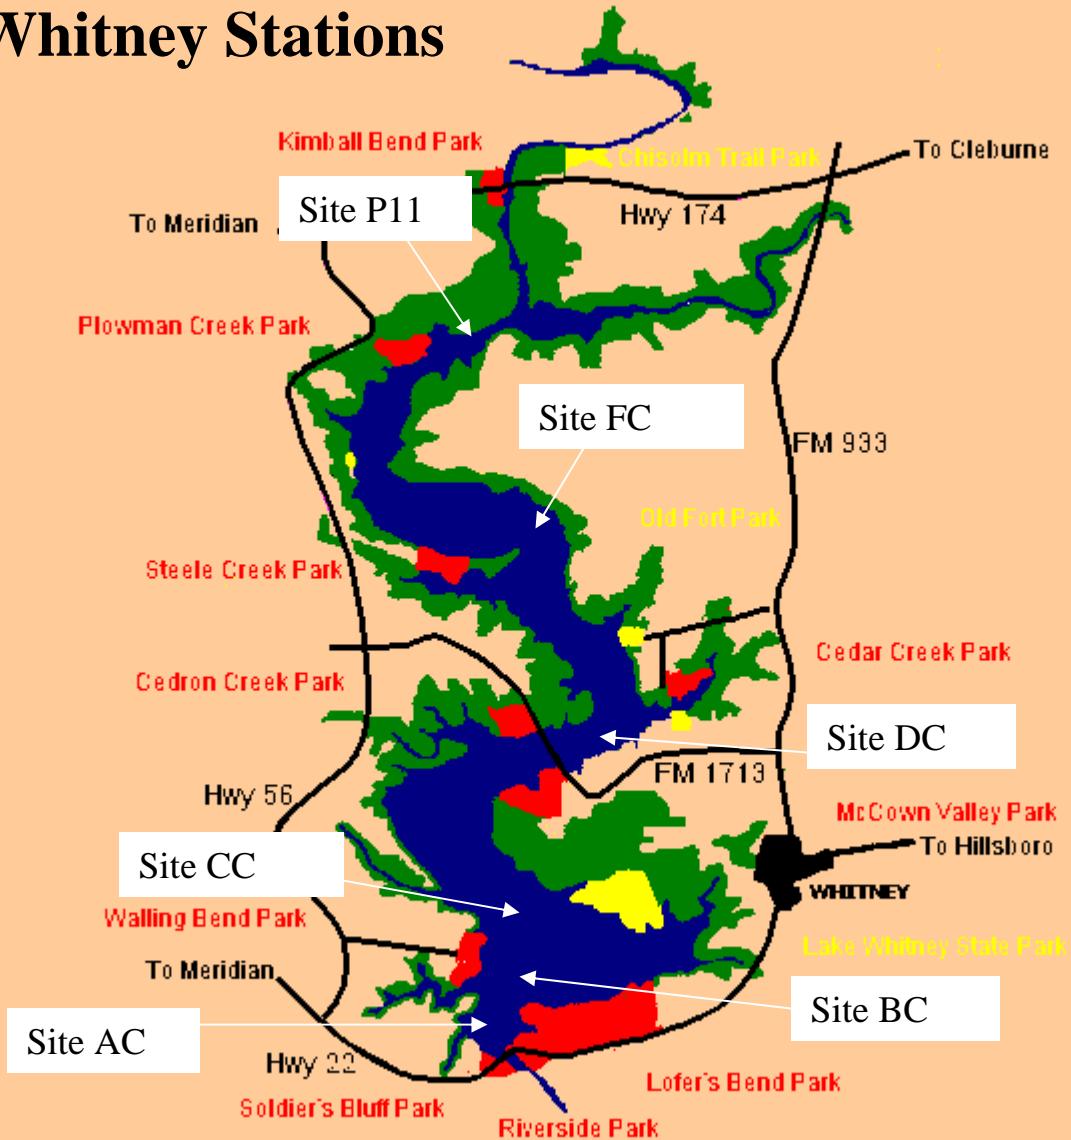 Whitney Stations
Kimball Bend Park
Chisolm Trail Park
To Cleburne
Site P11
Hwy 174
To Meridian
Plowman Creek Park
Site FC
FM 933
Old Fort Park
Steele Creek Park
Cedar Creek Park
Cedron Creek Park
Site DC
FM 1713
Hwy 56
McCown Valley Park
To Hillsboro
Site CC
WHITNEY
Walling Bend Park
Lake Whitney State Park
To Meridian
Site BC
Site AC
Hwy 22
Lofer's Bend Park
Soldier's Bluff Park
Riverside Park